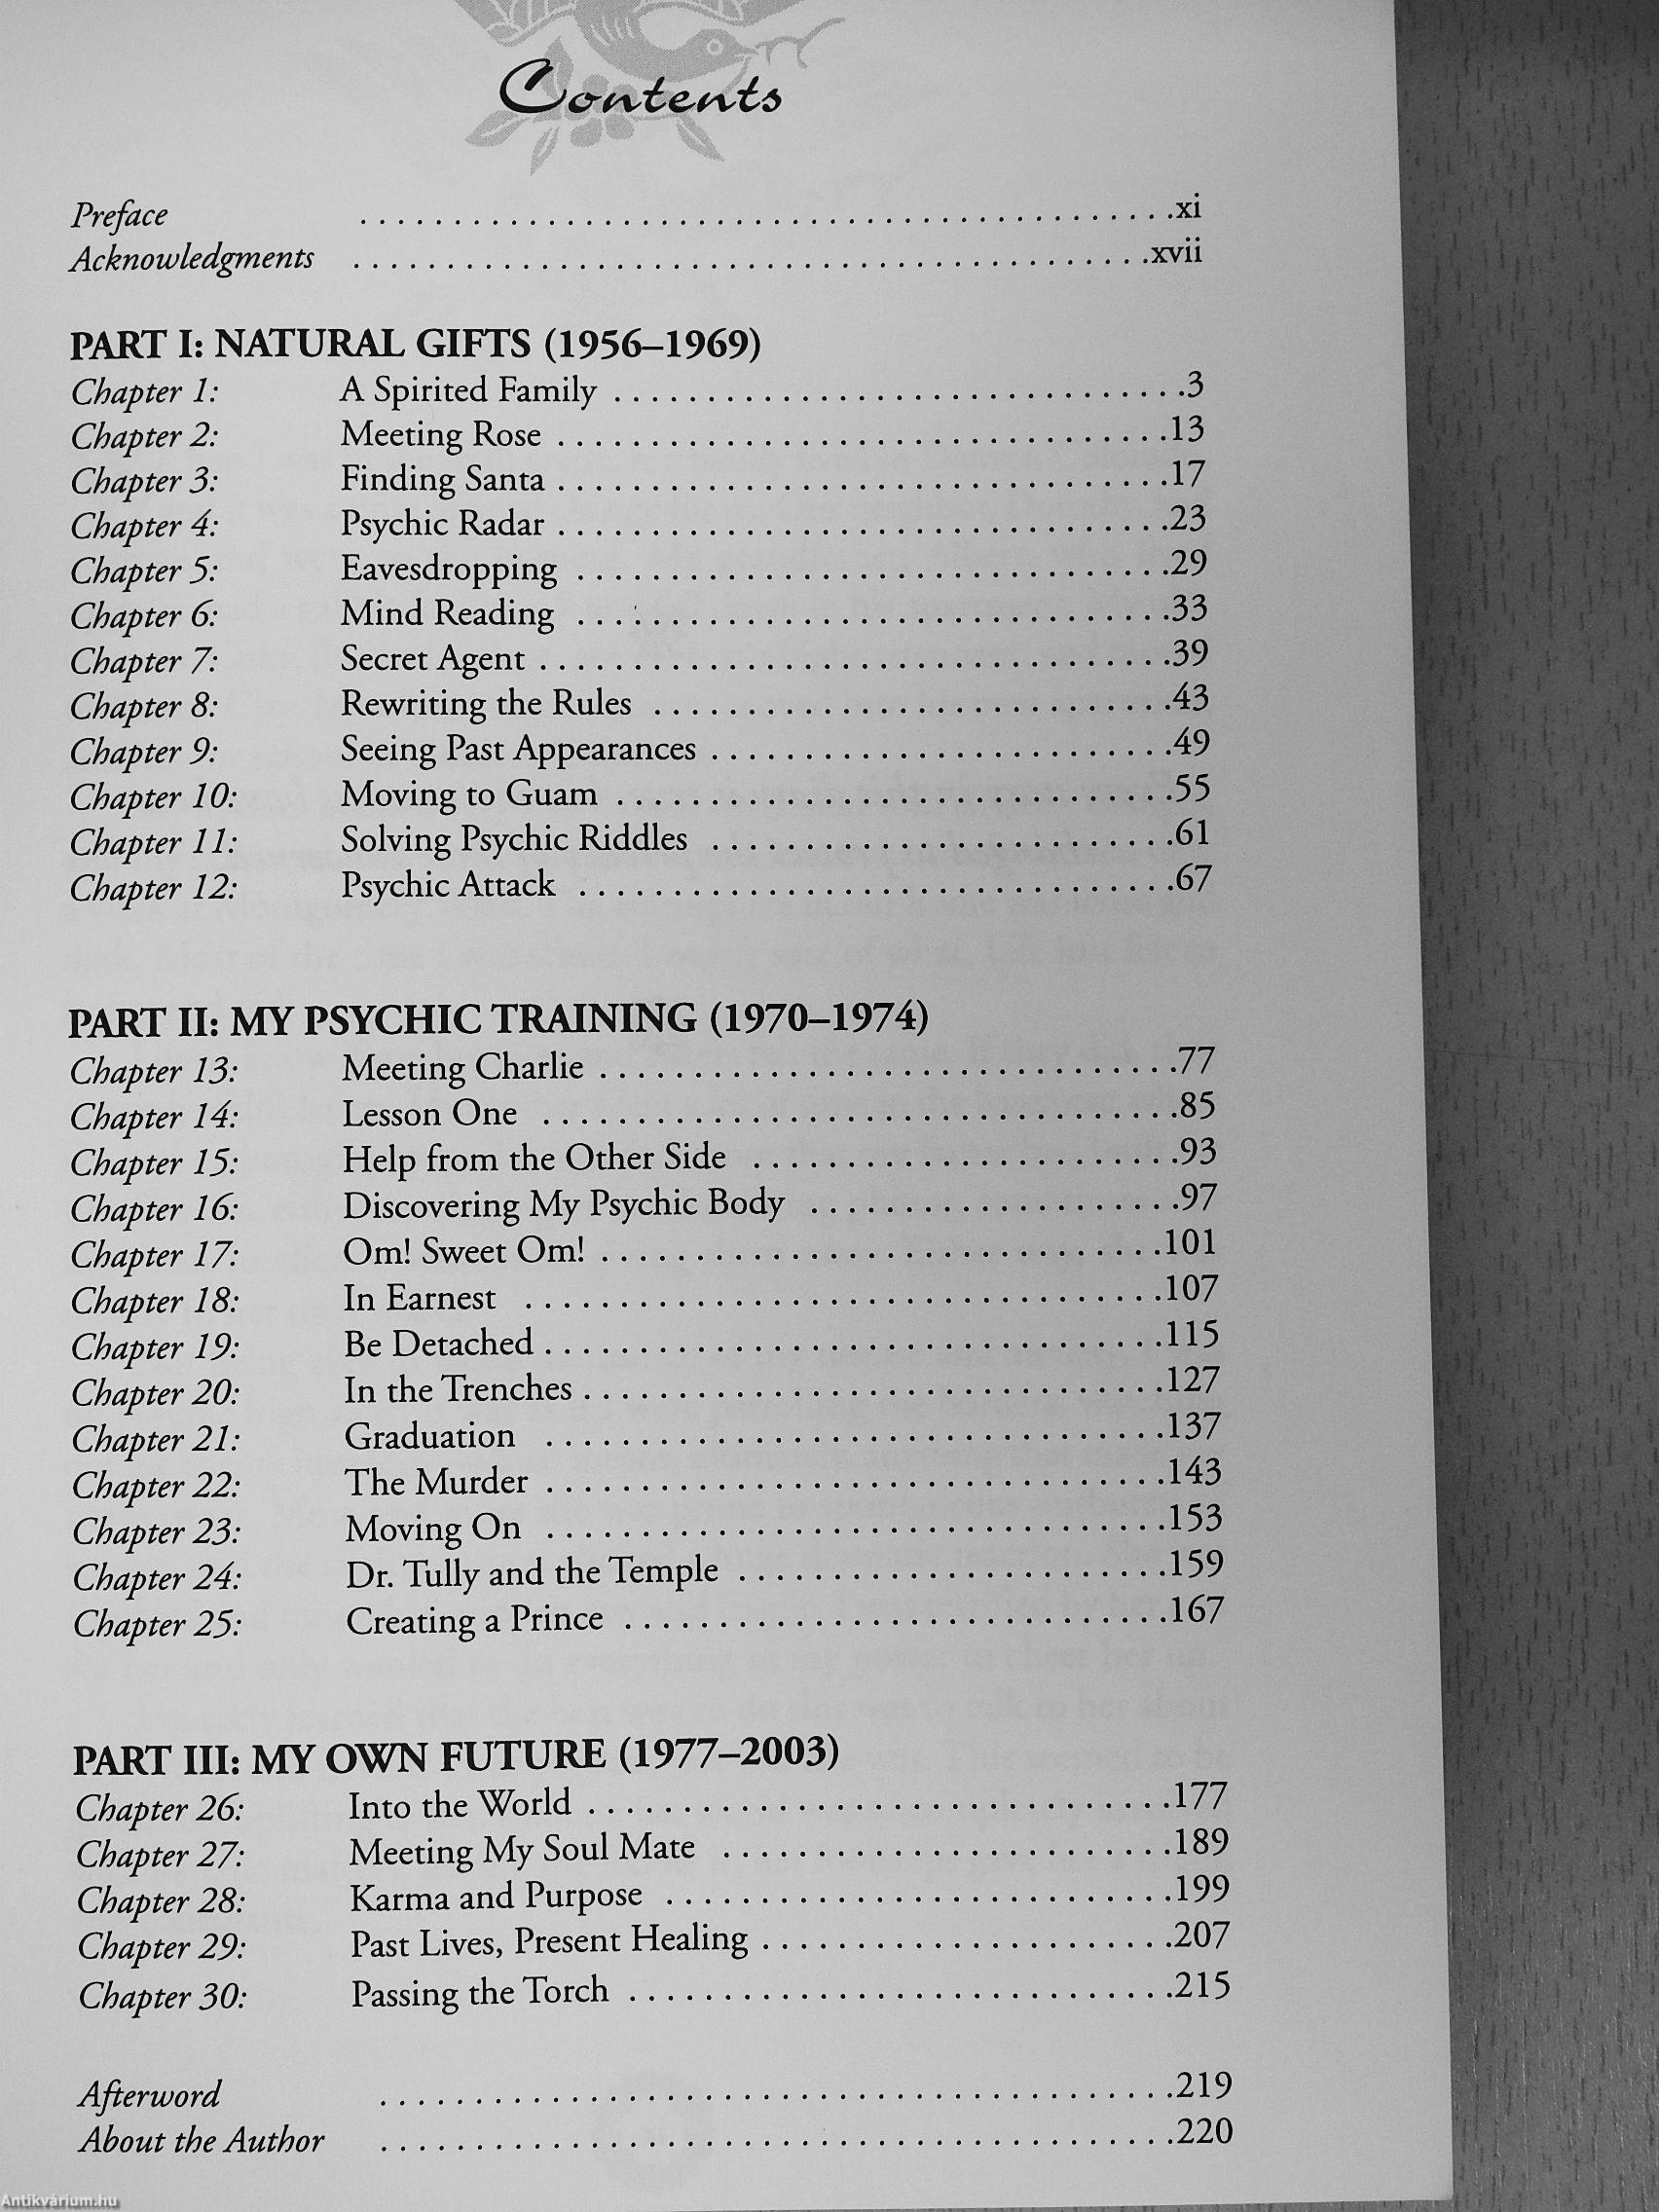 Contents
Preface . . . . . . . . . . . . . . . . . . . . xi
Acknowledgments . . . . . . . . . . . . . . . . . . . . xvii
PART I: NATURAL GIFTS (1956–1969)
Chapter 1: A Spirited Family . . . . . . . . . . 3
Chapter 2: Meeting Rose . . . . . . . . . . 13
Chapter 3: Finding Santa . . . . . . . . . . 17
Chapter 4: Psychic Radar . . . . . . . . . . 23
Chapter 5: Eavesdropping . . . . . . . . . . 29
Chapter 6: Mind Reading . . . . . . . . . . 33
Chapter 7: Secret Agent . . . . . . . . . . 39
Chapter 8: Rewriting the Rules . . . . . . . . . . 43
Chapter 9: Seeing Past Appearances . . . . . . . . . . 49
Chapter 10: Moving to Guam . . . . . . . . . . 55
Chapter 11: Solving Psychic Riddles . . . . . . . . . . 61
Chapter 12: Psychic Attack . . . . . . . . . . 67
PART II: MY PSYCHIC TRAINING (1970–1974)
Chapter 13: Meeting Charlie . . . . . . . . . . 77
Chapter 14: Lesson One . . . . . . . . . . 85
Chapter 15: Help from the Other Side . . . . . . . . . . 93
Chapter 16: Discovering My Psychic Body . . . . . . . . . . 97
Chapter 17: Om! Sweet Om! . . . . . . . . . . 101
Chapter 18: In Earnest . . . . . . . . . . 107
Chapter 19: Be Detached . . . . . . . . . . 115
Chapter 20: In the Trenches . . . . . . . . . . 127
Chapter 21: Graduation . . . . . . . . . . 137
Chapter 22: The Murder . . . . . . . . . . 143
Chapter 23: Moving On . . . . . . . . . . 153
Chapter 24: Dr. Tully and the Temple . . . . . . . . . . 159
Chapter 25: Creating a Prince . . . . . . . . . . 167
PART III: MY OWN FUTURE (1977–2003)
Chapter 26: Into the World . . . . . . . . . . 177
Chapter 27: Meeting My Soul Mate . . . . . . . . . . 189
Chapter 28: Karma and Purpose . . . . . . . . . . 199
Chapter 29: Past Lives, Present Healing . . . . . . . . . . 207
Chapter 30: Passing the Torch . . . . . . . . . . 215
Afterword . . . . . . . . . . 219
About the Author . . . . . . . . . . 220
Antikvárium.hu